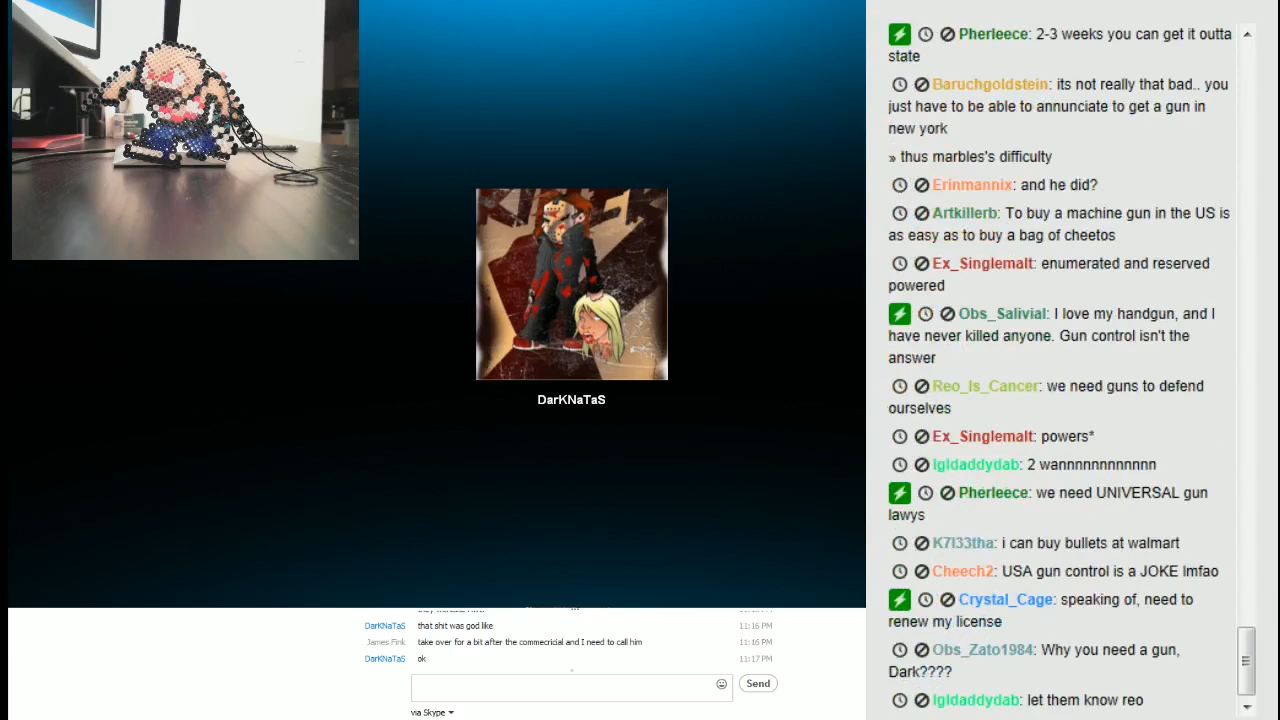 Pherleece: 2-3 weeks you can get it outta
state
Baruchgoldstein: its not really that bad.. you
just have to be able to annunciate to get a gun in
new york
» thus marbles's difficulty
Erinmannix: and he did?
Artkillerb: To buy a machine gun in the US is
as easy as to buy a bag of cheetos
Ex_Singlemalt: enumerated and reserved
powered
Obs_Salivial: I love my handgun, and I
have never killed anyone. Gun control isn't the
answer
Reo_Is_Cancer: we need guns to defend
ourselves
Ex_Singlemalt: powers*
Igldaddydab: 2 wannnnnnnnnnn
Pherleece: we need UNIVERSAL gun
lawys
K7l33tha: i can buy bullets at walmart
Cheech2: USA gun control is a JOKE lmfao
Crystal_Cage: speaking of, need to
renew my license
Obs_Zato1984: Why you need a gun,
Dark????
Igldaddydab: let them know reo
DarKNaTaS
DarKNaTaS that shit was god like 11:16 PM
James Fink take over for a bit after the commecricial and I need to call him 11:16 PM
DarKNaTaS ok 11:17 PM
Send
via Skype